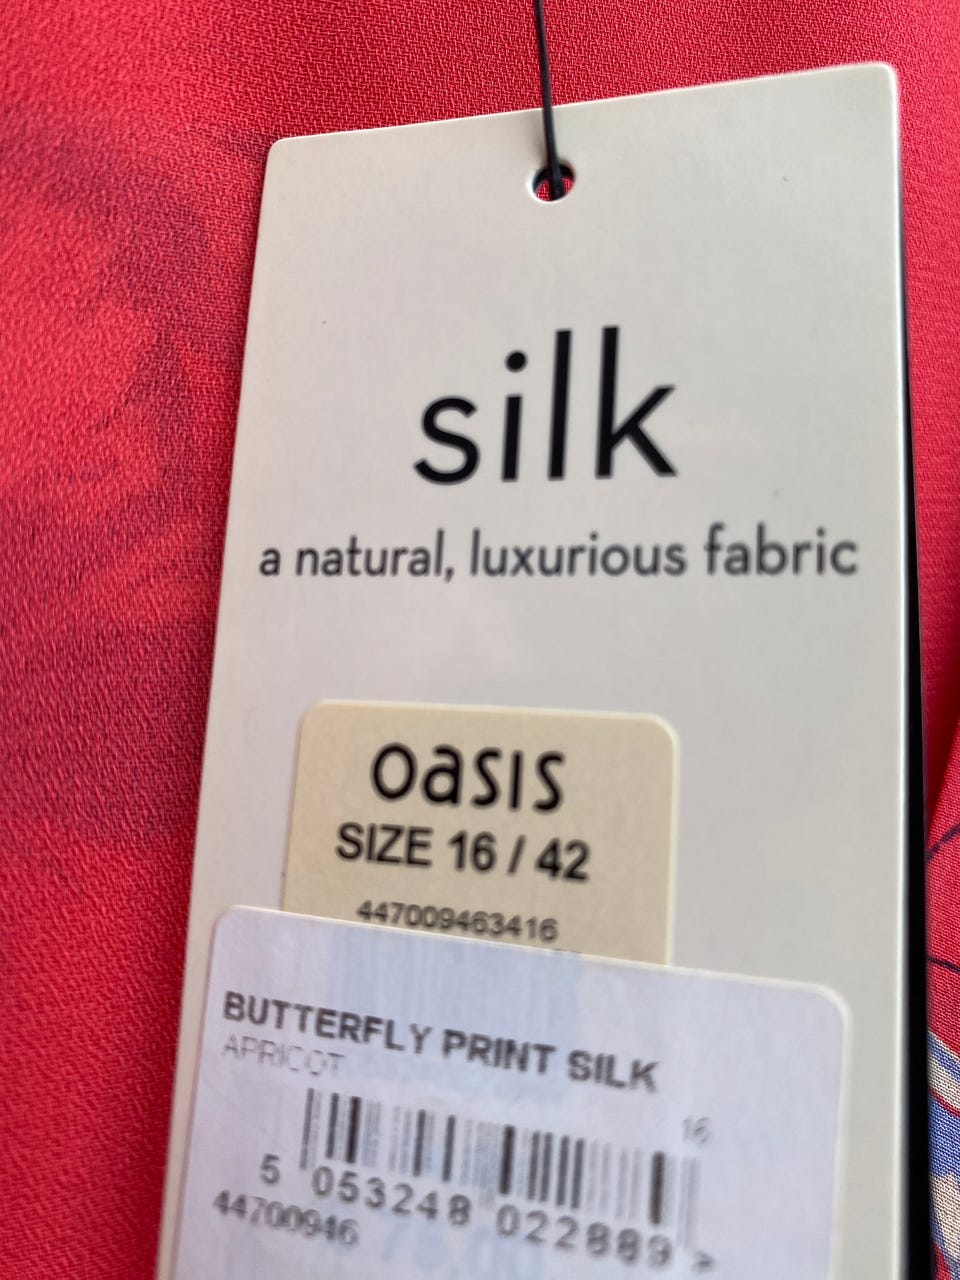 silk
a natural, luxurious fabric
oasis
SIZE 16 / 42
447009463416
BUTTERFLY PRINT SILK
APRICOT
16
5 053248 022889 >
44700946